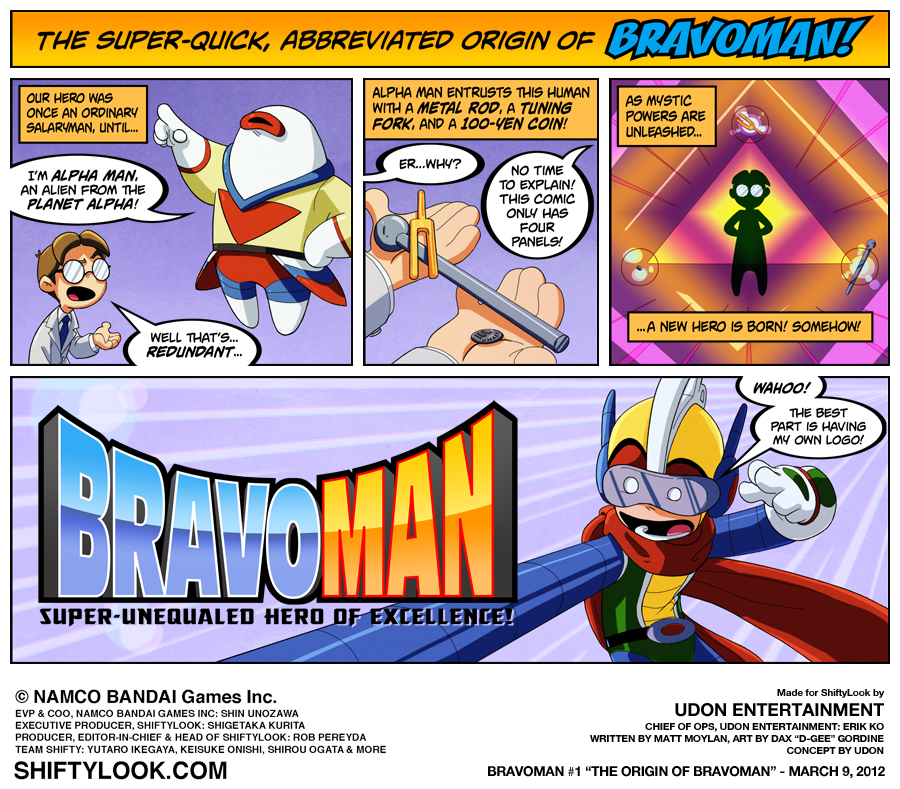 THE SUPER-QUICK, ABBREVIATED ORIGIN OF BRAVOMAN!
OUR HERO WAS
ONCE AN ORDINARY
SALARYMAN, UNTIL...
I'M ALPHA MAN,
AN ALIEN FROM THE
PLANET ALPHA!
WELL THAT'S...
REDUNDANT...
ALPHA MAN ENTRUSTS THIS HUMAN
WITH A METAL ROD, A TUNING
FORK, AND A 100-YEN COIN!
ER...WHY?
NO TIME
TO EXPLAIN!
THIS COMIC
ONLY HAS
FOUR
PANELS!
AS MYSTIC
POWERS ARE
UNLEASHED...
...A NEW HERO IS BORN! SOMEHOW!
BRAVOMAN
SUPER-UNEQUALED HERO OF EXCELLENCE!
WAHOO!
THE BEST
PART IS HAVING
MY OWN LOGO!
© NAMCO BANDAI Games Inc.
EVP & COO, NAMCO BANDAI GAMES INC: SHIN UNOZAWA
EXECUTIVE PRODUCER, SHIFTYLOOK: SHIGETAKA KURITA
PRODUCER, EDITOR-IN-CHIEF & HEAD OF SHIFTYLOOK: ROB PEREYDA
TEAM SHIFTY: YUTARO IKEGAYA, KEISUKE ONISHI, SHIROU OGATA & MORE
SHIFTYLOOK.COM
Made for ShiftyLook by
UDON ENTERTAINMENT
CHIEF OF OPS, UDON ENTERTAINMENT: ERIK KO
WRITTEN BY MATT MOYLAN, ART BY DAX "D-GEE" GORDINE
CONCEPT BY UDON
BRAVOMAN #1 "THE ORIGIN OF BRAVOMAN" - MARCH 9, 2012